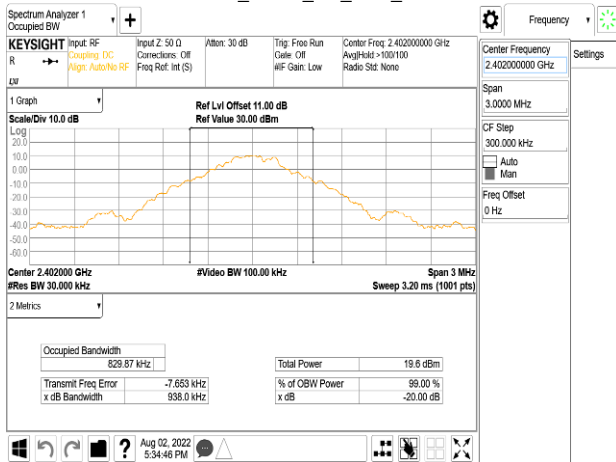 Spectrum Analyzer 1
Occupied BW
Frequency
KEYSIGHT
R
LXI
Input: RF
Coupling: DC
Align: Auto/No RF
Input Z: 50 Ω
Corrections: Off
Freq Ref: Int (S)
Atten: 30 dB
Trig: Free Run
Gate: Off
#IF Gain: Low
Center Freq: 2.402000000 GHz
Avg|Hold:>100/100
Radio Std: None
Center Frequency
2.402000000 GHz
Settings
Span
3.0000 MHz
CF Step
300.000 kHz
Auto
Man
Freq Offset
0 Hz
1 Graph
Scale/Div 10.0 dB
Ref Lvl Offset 11.00 dB
Ref Value 30.00 dBm
Log
20.0
10.0
0.00
-10.0
-20.0
-30.0
-40.0
-50.0
-60.0
Center 2.402000 GHz
#Video BW 100.00 kHz
Span 3 MHz
#Res BW 30.000 kHz
Sweep 3.20 ms (1001 pts)
2 Metrics
Occupied Bandwidth
829.87 kHz
Total Power
19.6 dBm
Transmit Freq Error
-7.653 kHz
% of OBW Power
99.00 %
x dB Bandwidth
938.0 kHz
x dB
-20.00 dB
?
Aug 02, 2022
5:34:46 PM